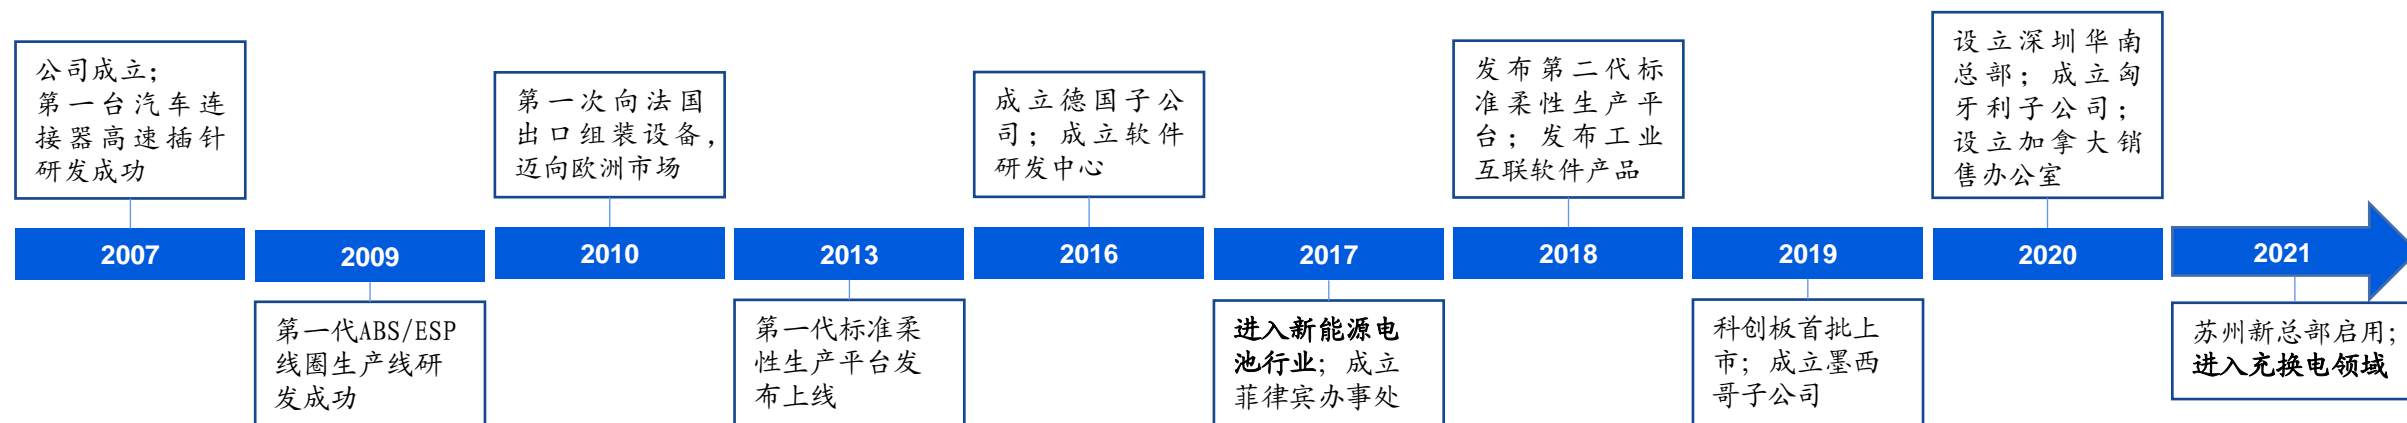 公司成立；
第一台汽车连
接器高速插针
研发成功
2007
2009
第一代ABS/ESP
线圈生产线研
发成功
第一次向法国
出口组装设备，
迈向欧洲市场
2010
2013
第一代标准柔
性生产平台发
布上线
成立德国子公
司；成立软件
研发中心
2016
2017
进入新能源电
池行业；成立
菲律宾办事处
发布第二代标
准柔性生产平
台；发布工业
互联软件产品
2018
2019
科创板首批上
市；成立墨西
哥子公司
设立深圳华南
总部；成立匈
牙利子公司；
设立加拿大销
售办公室
2020
2021
苏州新总部启用；
进入充换电领域